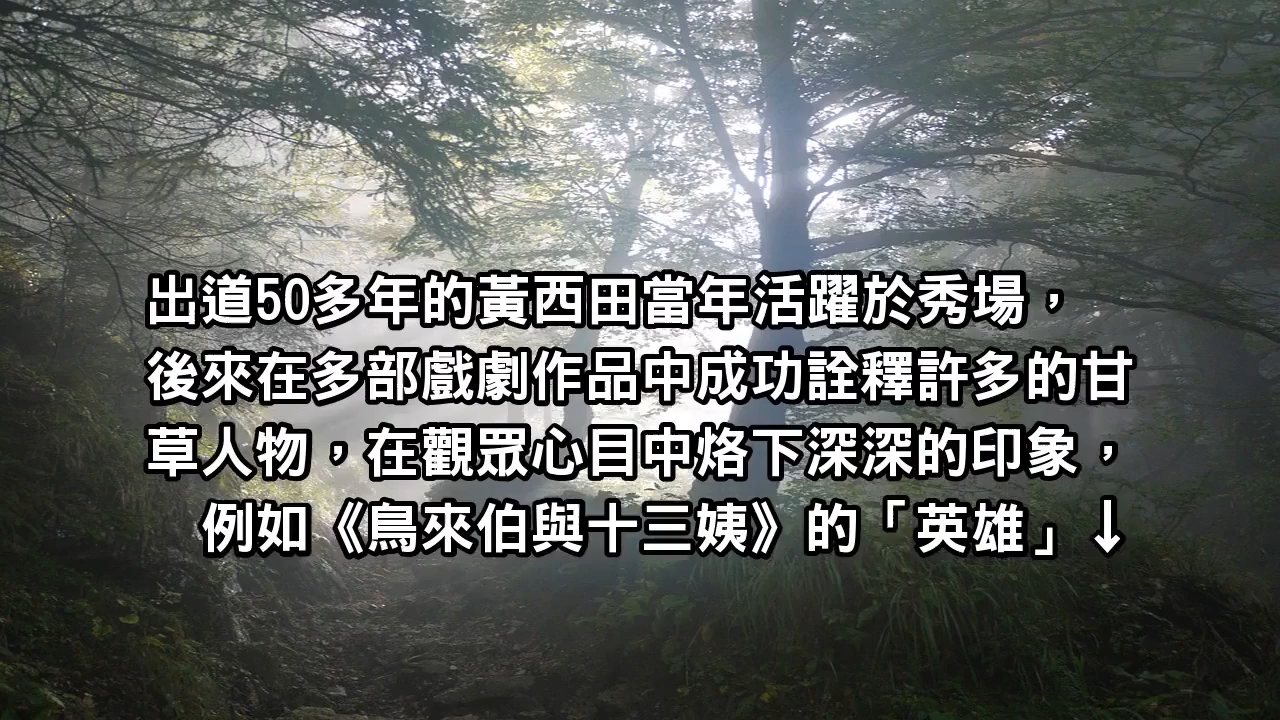 出道50多年的黃西田當年活躍於秀場，
後來在多部戲劇作品中成功詮釋許多的甘
草人物，在觀眾心目中烙下深深的印象，
例如《鳥來伯與十三姨》的「英雄」↓